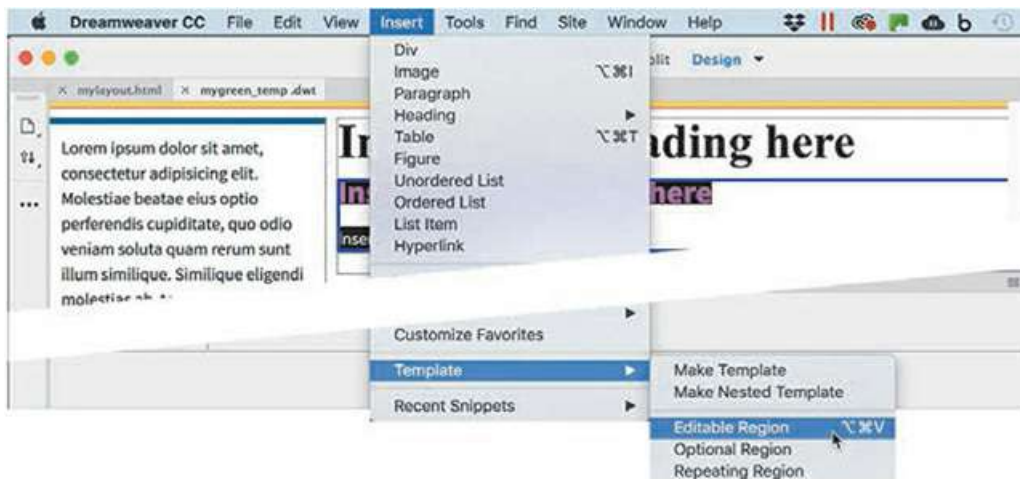 Dreamweaver CC File Edit View Insert Tools Find Site Window Help
Div
Image ⌥⌘I
Paragraph
Heading
Table ⌥⌘T
Figure
Unordered List
Ordered List
List Item
Hyperlink
Customize Favorites
Template
Recent Snippets
Make Template
Make Nested Template
Editable Region ⌥⌘V
Optional Region
Repeating Region
Design
× mylayout.html × mygreen_temp.dwt
Lorem ipsum dolor sit amet,
consectetur adipisicing elit.
Molestiae beatae eius optio
perferendis cupiditate, quo odio
veniam soluta quam rerum sunt
illum similique. Similique eligendi
molestiae
here
here